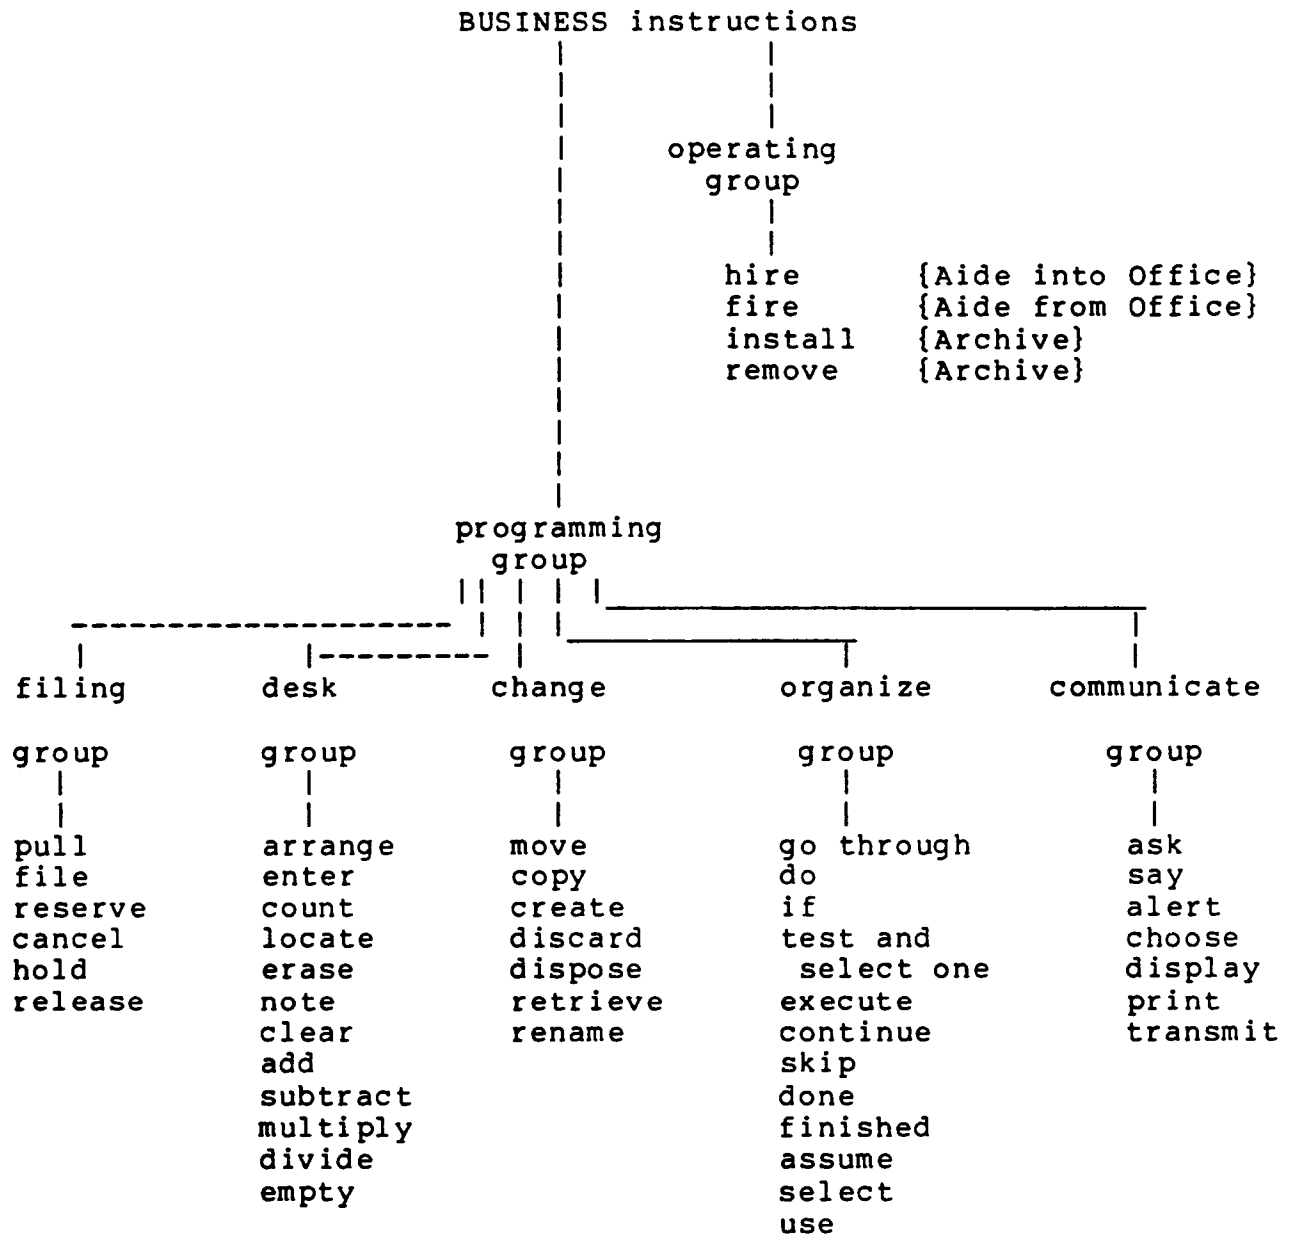 BUSINESS instructions
operating
group
hire {Aide into Office}
fire {Aide from Office}
install {Archive}
remove {Archive}
programming
group
filing desk change organize communicate
group group group group group
pull arrange move go through ask
file enter copy do say
reserve count create if alert
cancel locate discard test and choose
hold erase dispose select one display
release note retrieve execute print
clear rename continue transmit
add skip
subtract done
multiply finished
divide assume
empty select
use